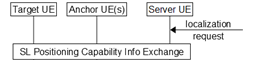 Target UE
Anchor UE(s)
Server UE
localization
request
SL Positioning Capability Info Exchange